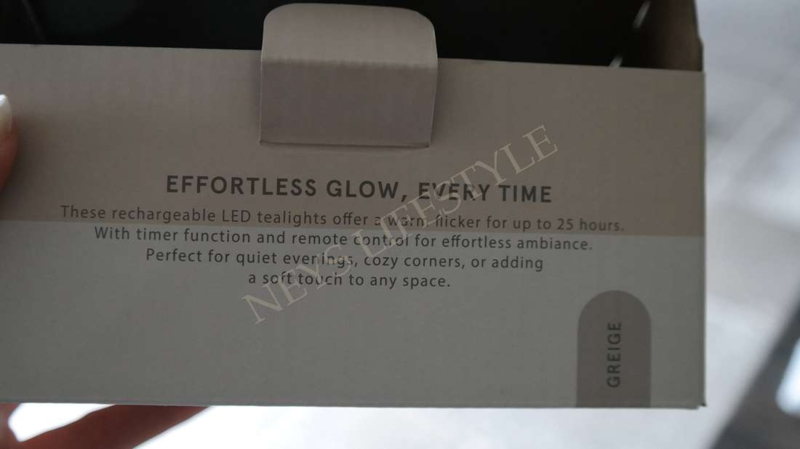 EFFORTLESS GLOW, EVERY TIME
These rechargeable LED tealights offer a warm flicker for up to 25 hours.
With timer function and remote control for effortless ambiance.
Perfect for quiet evenings, cozy corners, or adding
a soft touch to any space.
NEYS LIFESTYLE
GREIGE